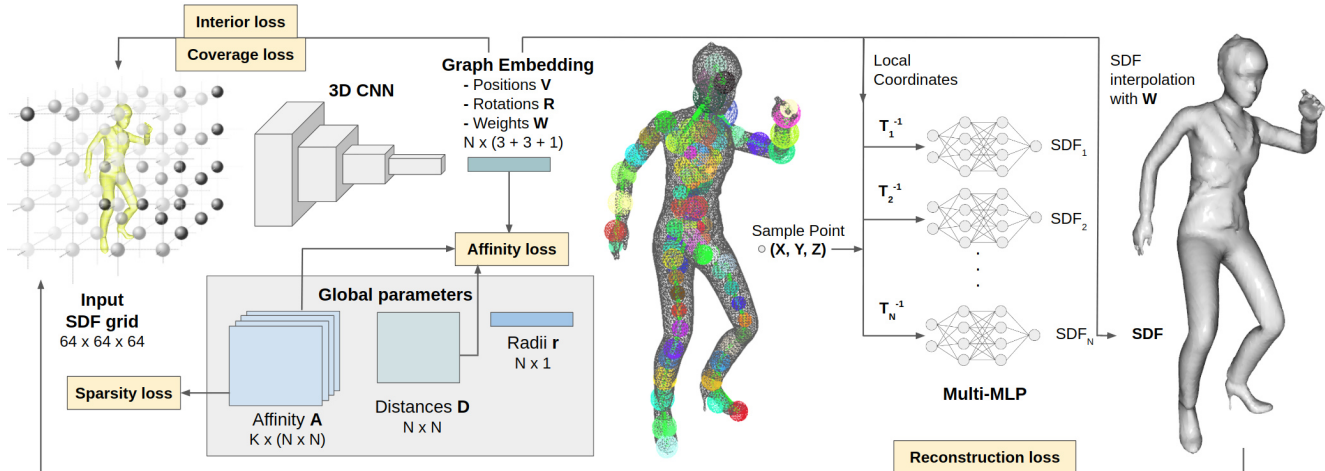 Interior loss
Coverage loss
Input
SDF grid
64 x 64 x 64
3D CNN
Graph Embedding
- Positions V
- Rotations R
- Weights W
N x (3 + 3 + 1)
Affinity loss
Global parameters
Affinity A
K x (N x N)
Distances D
N x N
Radii r
N x 1
Sparsity loss
Sample Point
(X, Y, Z)
Local
Coordinates
T₁⁻¹
SDF₁
T₂⁻¹
SDF₂
.
.
.
T_N⁻¹
SDF_N
Multi-MLP
SDF
interpolation
with W
SDF
Reconstruction loss